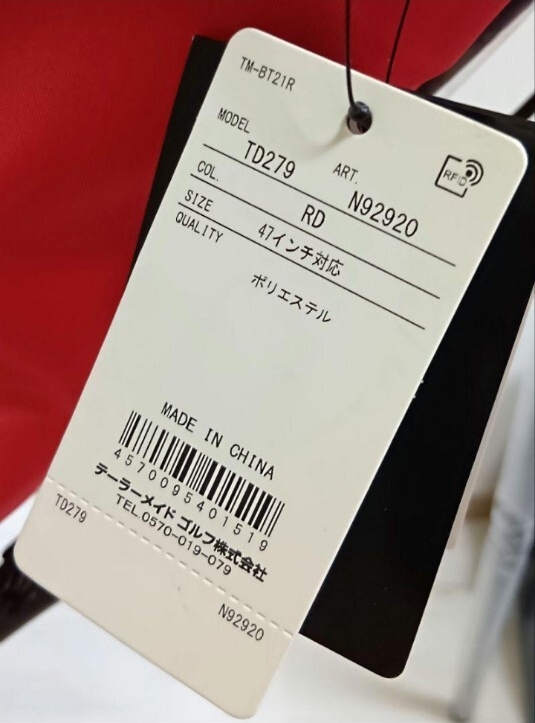 TM-BT21R
RFID
MODEL TD279 ART. N92920
COL. RD
SIZE 47インチ対応
QUALITY
ポリエステル
MADE IN CHINA
4570095401519
テーラーメイド ゴルフ株式会社
TEL.0570-019-079
TD279 N92920